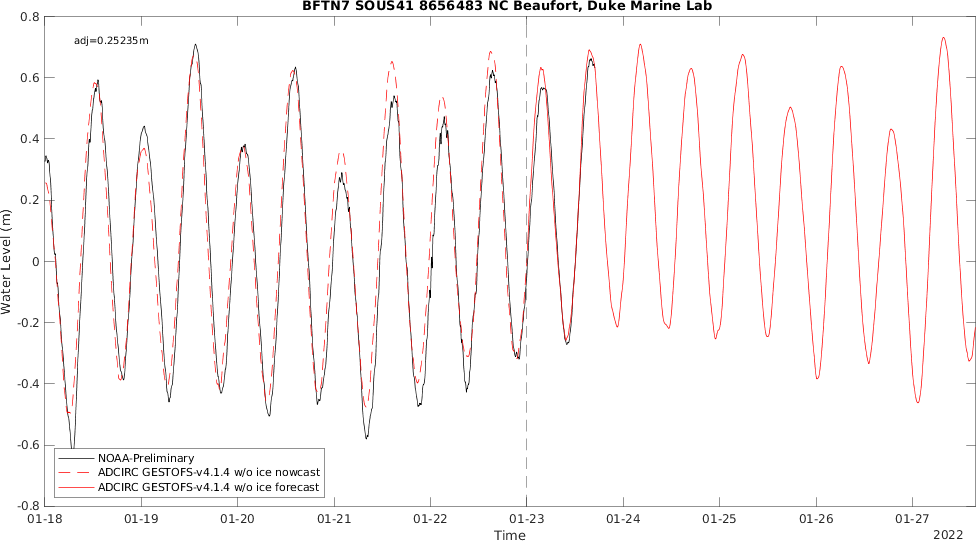 BFTN7 SOUS41 8656483 NC Beaufort, Duke Marine Lab
adj=0.25235m
0.8
0.6
0.4
0.2
0
-0.2
-0.4
-0.6
-0.8
Water Level (m)
NOAA-Preliminary
ADCIRC GESTOFS-v4.1.4 w/o ice nowcast
ADCIRC GESTOFS-v4.1.4 w/o ice forecast
01-18 01-19 01-20 01-21 01-22 01-23 01-24 01-25 01-26 01-27
Time
2022